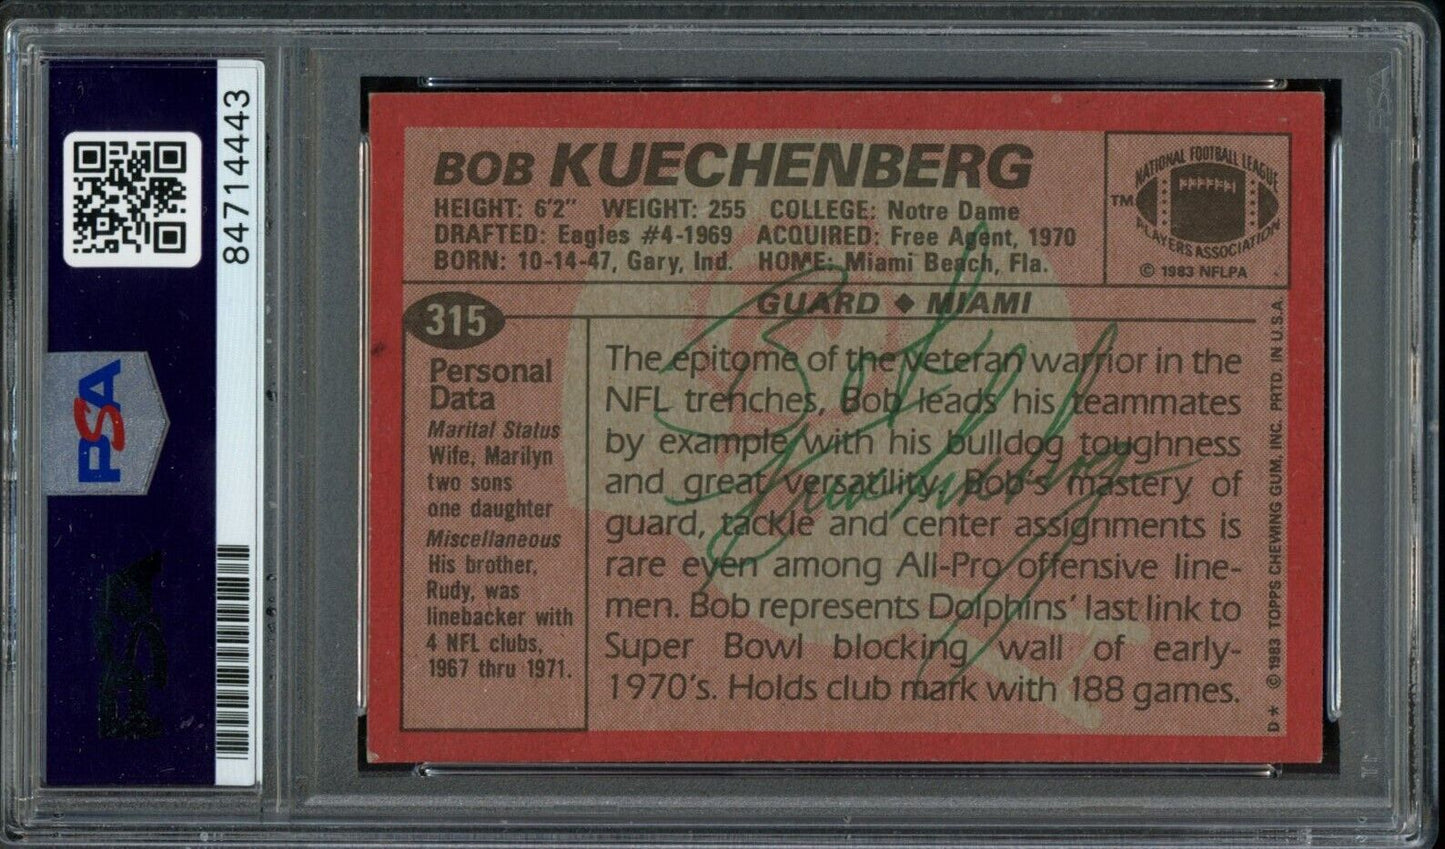 84714443
PSA
PSA
BOB KUECHENBERG
HEIGHT: 6'2" WEIGHT: 255 COLLEGE: Notre Dame
DRAFTED: Eagles #4-1969 ACQUIRED: Free Agent, 1970
BORN: 10-14-47, Gary, Ind. HOME: Miami Beach, Fla.
NATIONAL FOOTBALL LEAGUE
TM
PLAYERS ASSOCIATION
© 1983 NFLPA
GUARD ◆ MIAMI
315
Personal
Data
Marital Status
Wife, Marilyn
two sons
one daughter
Miscellaneous
His brother,
Rudy, was
linebacker with
4 NFL clubs,
1967 thru 1971.
The epitome of the veteran warrior in the
NFL trenches, Bob leads his teammates
by example with his bulldog toughness
and great versatility. Bob's mastery of
guard, tackle and center assignments is
rare even among All-Pro offensive line-
men. Bob represents Dolphins' last link to
Super Bowl blocking wall of early-
1970's. Holds club mark with 188 games.
Bob
Kuechenberg
D* © 1983 TOPPS CHEWING GUM, INC. PRTD. IN U.S.A.
PSA